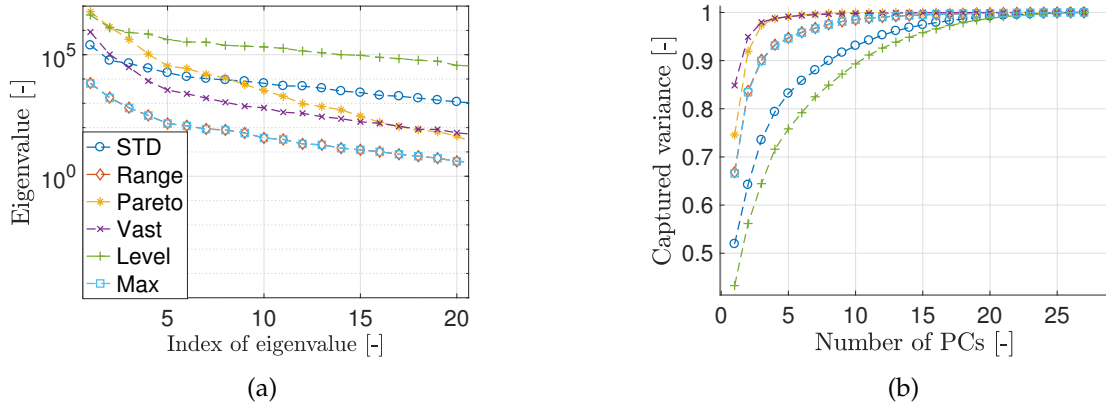 Eigenvalue [-]
10^5
10^0
STD
Range
Pareto
Vast
Level
Max
5 10 15 20
Index of eigenvalue [-]
(a)
Captured variance [-]
1
0.9
0.8
0.7
0.6
0.5
0 5 10 15 20 25
Number of PCs [-]
(b)